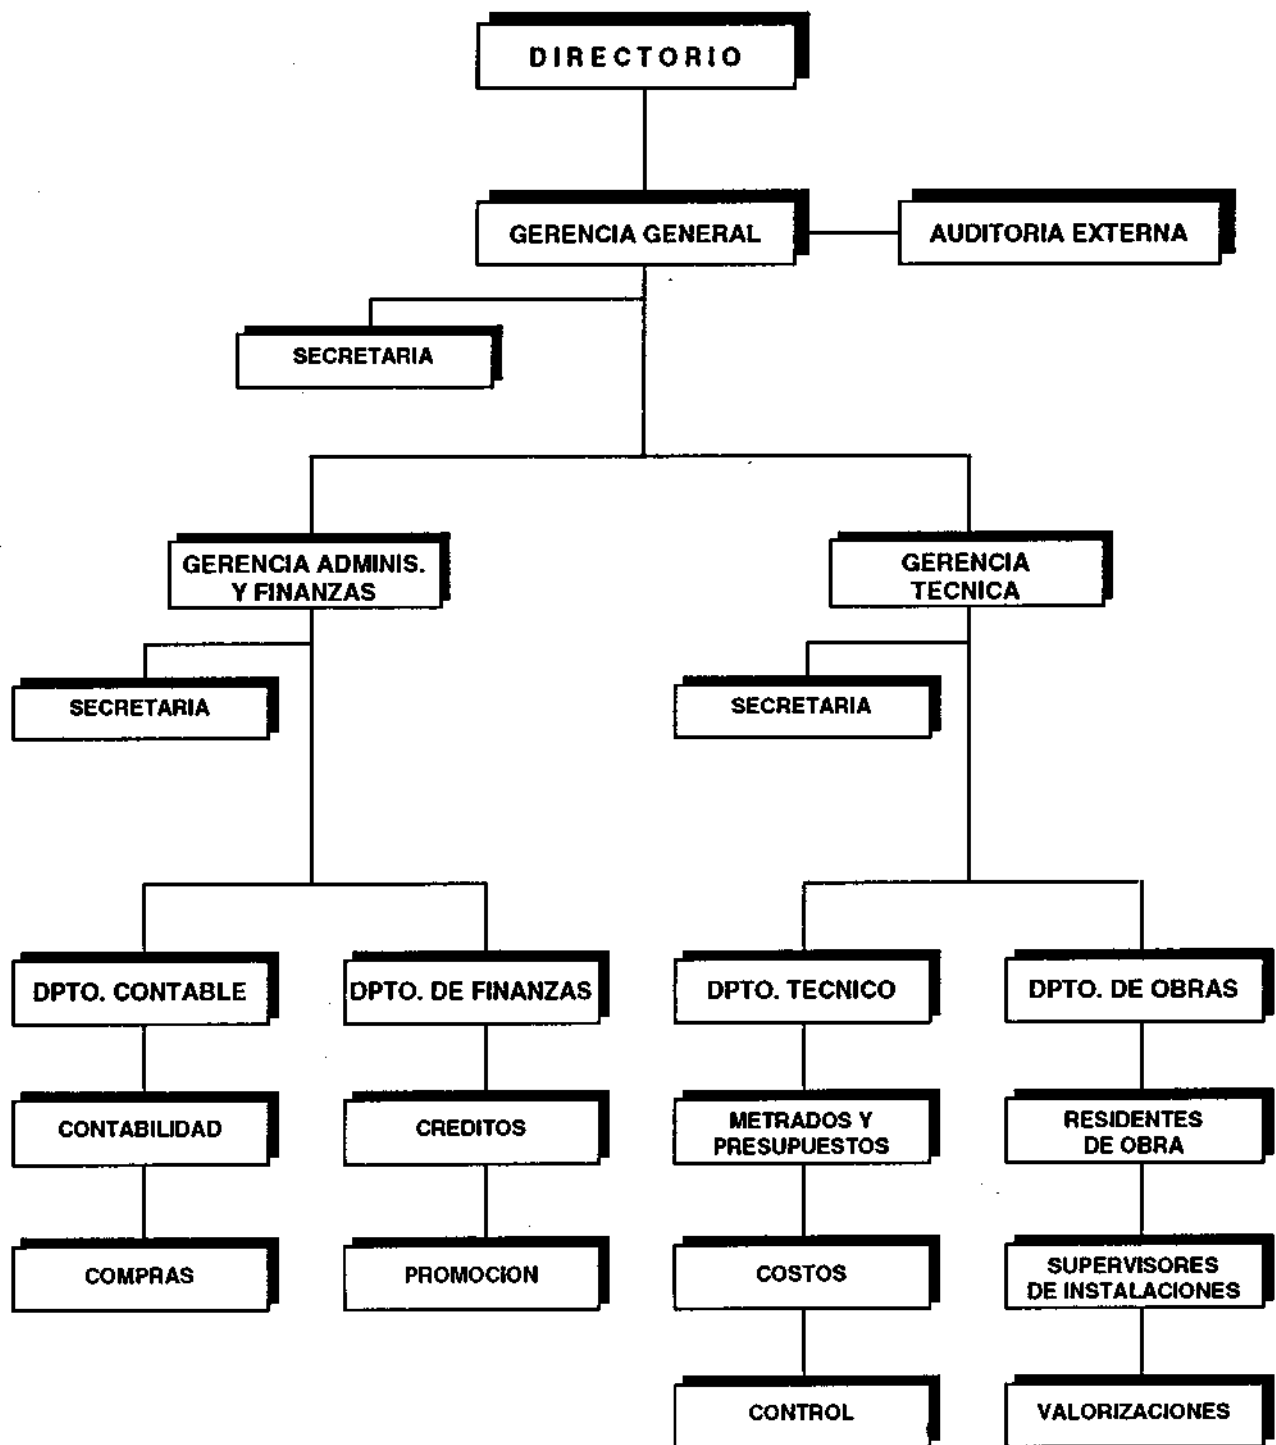 DIRECTORIO
GERENCIA GENERAL
AUDITORIA EXTERNA
SECRETARIA
GERENCIA ADMINIS.
Y FINANZAS
GERENCIA
TECNICA
SECRETARIA
SECRETARIA
DPTO. CONTABLE
DPTO. DE FINANZAS
DPTO. TECNICO
DPTO. DE OBRAS
CONTABILIDAD
CREDITOS
METRADOS Y
PRESUPUESTOS
RESIDENTES
DE OBRA
COMPRAS
PROMOCION
COSTOS
SUPERVISORES
DE INSTALACIONES
CONTROL
VALORIZACIONES